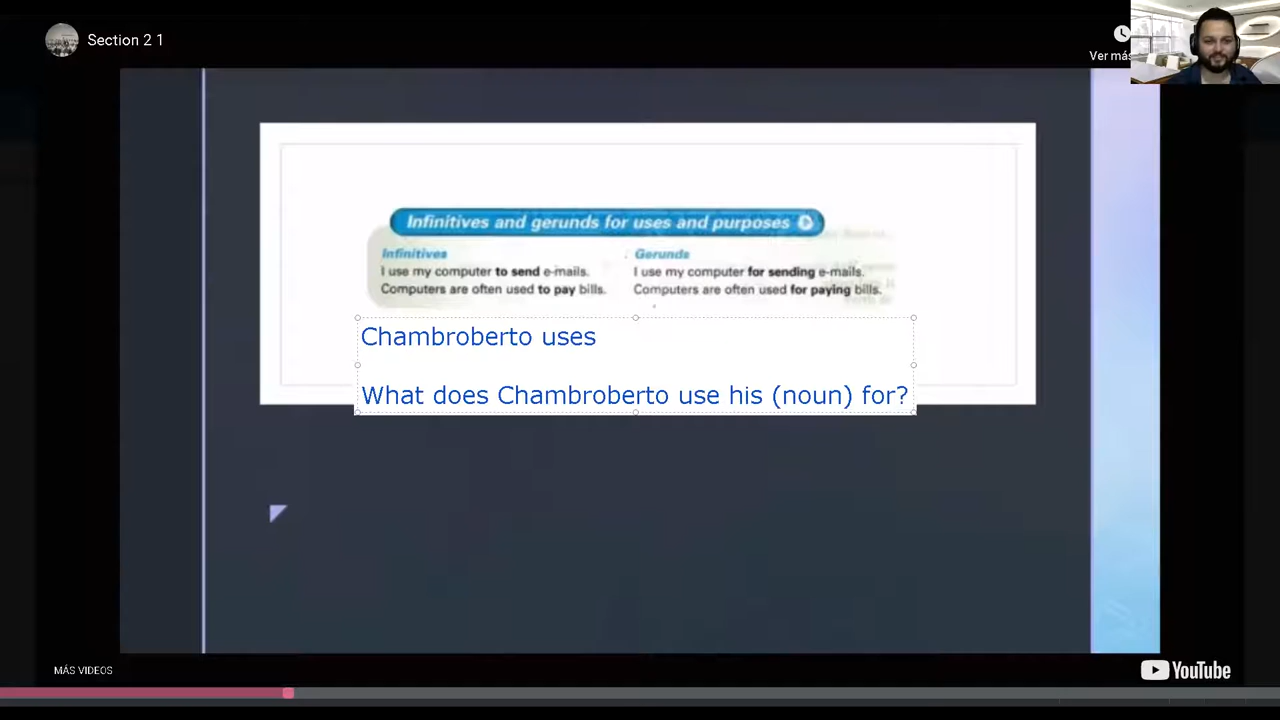 Section 2 1
Ver más
Infinitives and gerunds for uses and purposes
Infinitives
I use my computer to send e-mails.
Computers are often used to pay bills.
Gerunds
I use my computer for sending e-mails.
Computers are often used for paying bills.
Chambroberto uses
What does Chambroberto use his (noun) for?
MÁS VIDEOS
YouTube